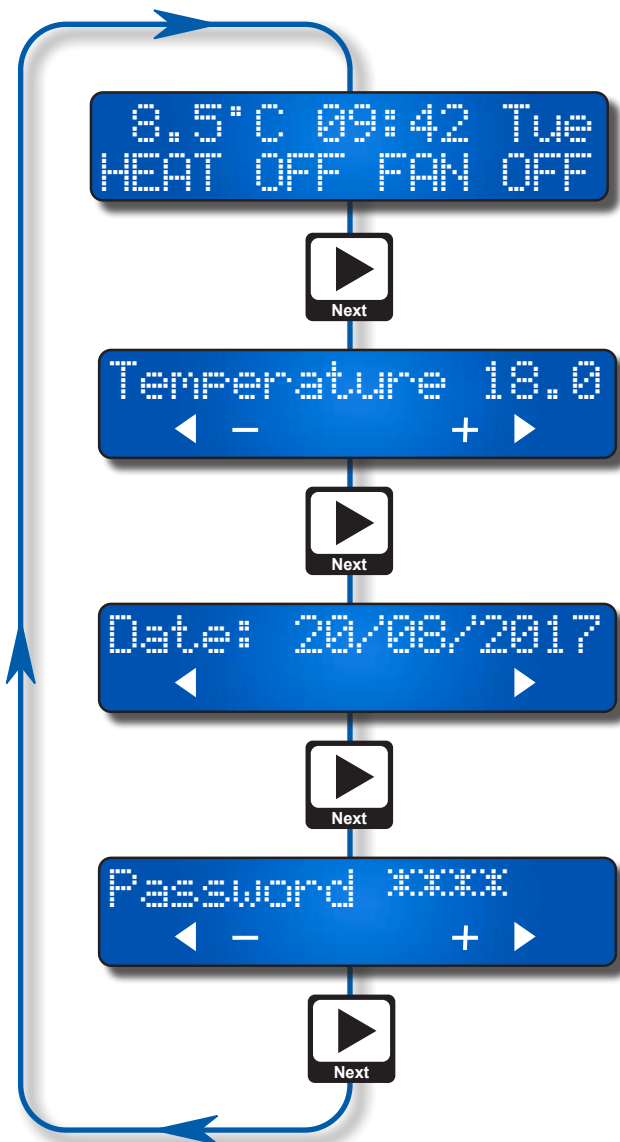 8.5°C 09:42 Tue
HEAT OFF FAN OFF
Next
Temperature 18.0
− +
Next
Date: 20/08/2017
Next
Password ****
− +
Next